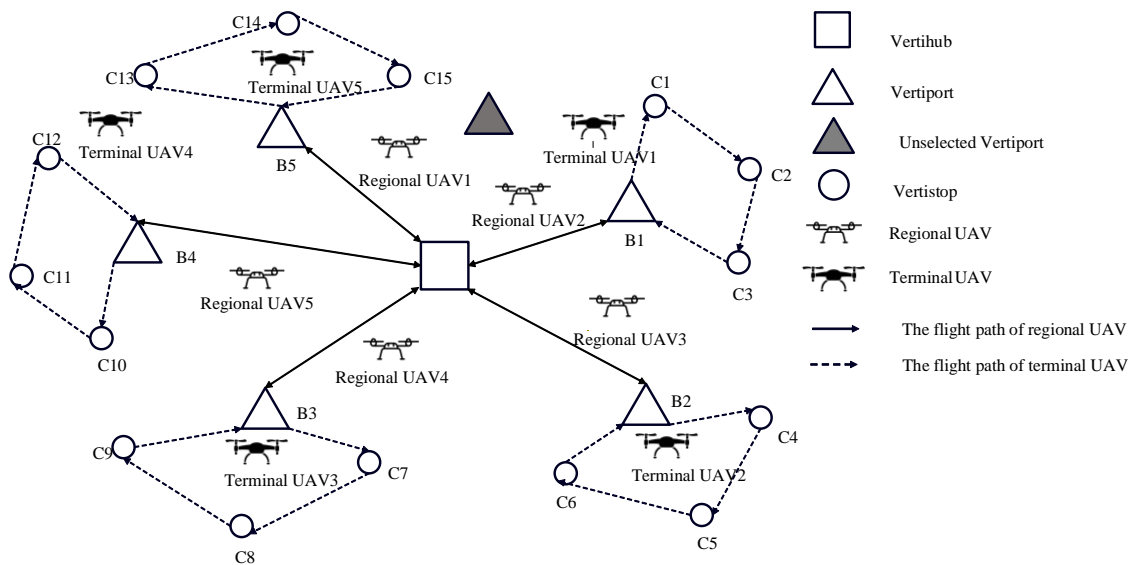 C14
C13
C15
Terminal UAV5
C12
Terminal UAV4
B5
Regional UAV1
Terminal UAV1
C1
C2
Regional UAV2
B1
C3
B4
C11
Regional UAV5
C10
Regional UAV3
Regional UAV4
B3
C9
Terminal UAV3
C7
C8
B2
C4
Terminal UAV2
C6
C5
Vertihub
Vertiport
Unselected Vertiport
Vertistop
Regional UAV
Terminal UAV
The flight path of regional UAV
The flight path of terminal UAV